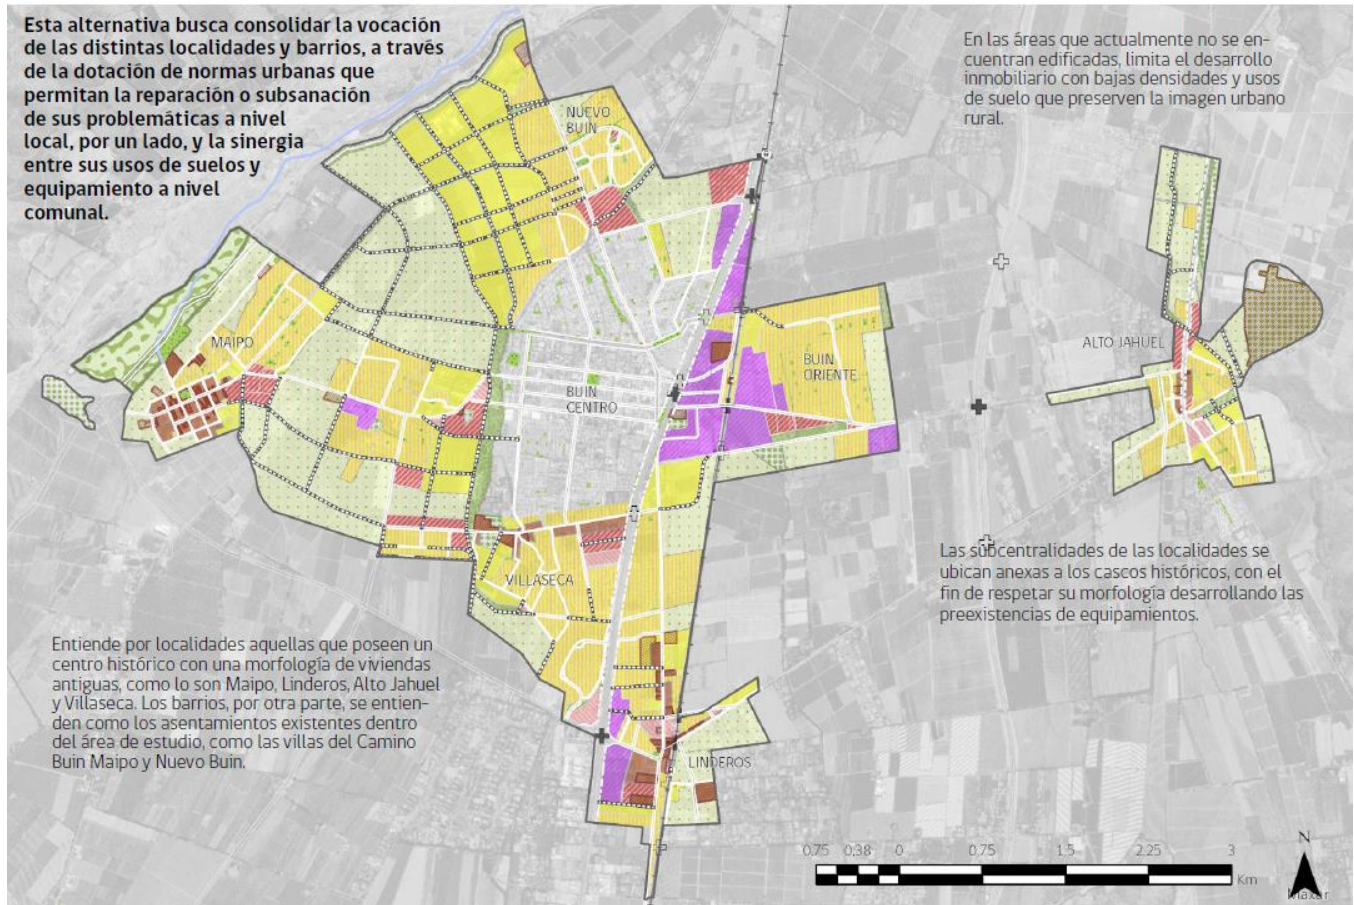 Esta alternativa busca consolidar la vocación
de las distintas localidades y barrios, a través
de la dotación de normas urbanas que
permitan la reparación o subsanación
de sus problemáticas a nivel
local, por un lado, y la sinergia
entre sus usos de suelos y
equipamiento a nivel
comunal.
En las áreas que actualmente no se en-
cuentran edificadas, limita el desarrollo
inmobiliario con bajas densidades y usos
de suelo que preserven la imagen urbano
rural.
NUEVO
BUIN
MAIPO
BUIN
CENTRO
BUIN
ORIENTE
ALTO JAHUEL
VILLASECA
LINDEROS
Las subcentralidades de las localidades se
ubican anexas a los cascos históricos, con el
fin de respetar su morfología desarrollando las
preexistencias de equipamientos.
Entiende por localidades aquellas que poseen un
centro histórico con una morfología de viviendas
antiguas, como lo son Maipo, Linderos, Alto Jahuel
y Villaseca. Los barrios, por otra parte, se entien-
den como los asentamientos existentes dentro
del área de estudio, como las villas del Camino
Buin Maipo y Nuevo Buin.
0,75 0,38 0 0,75 1,5 2,25 3
Km
N
Maxar